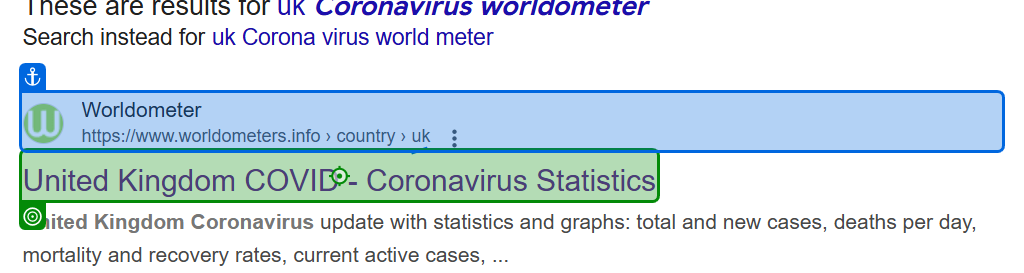 These are results for uk Coronavirus worldometer
Search instead for uk Corona virus world meter
Worldometer
https://www.worldometers.info › country › uk
United Kingdom COVID - Coronavirus Statistics
United Kingdom Coronavirus update with statistics and graphs: total and new cases, deaths per day,
mortality and recovery rates, current active cases, ...